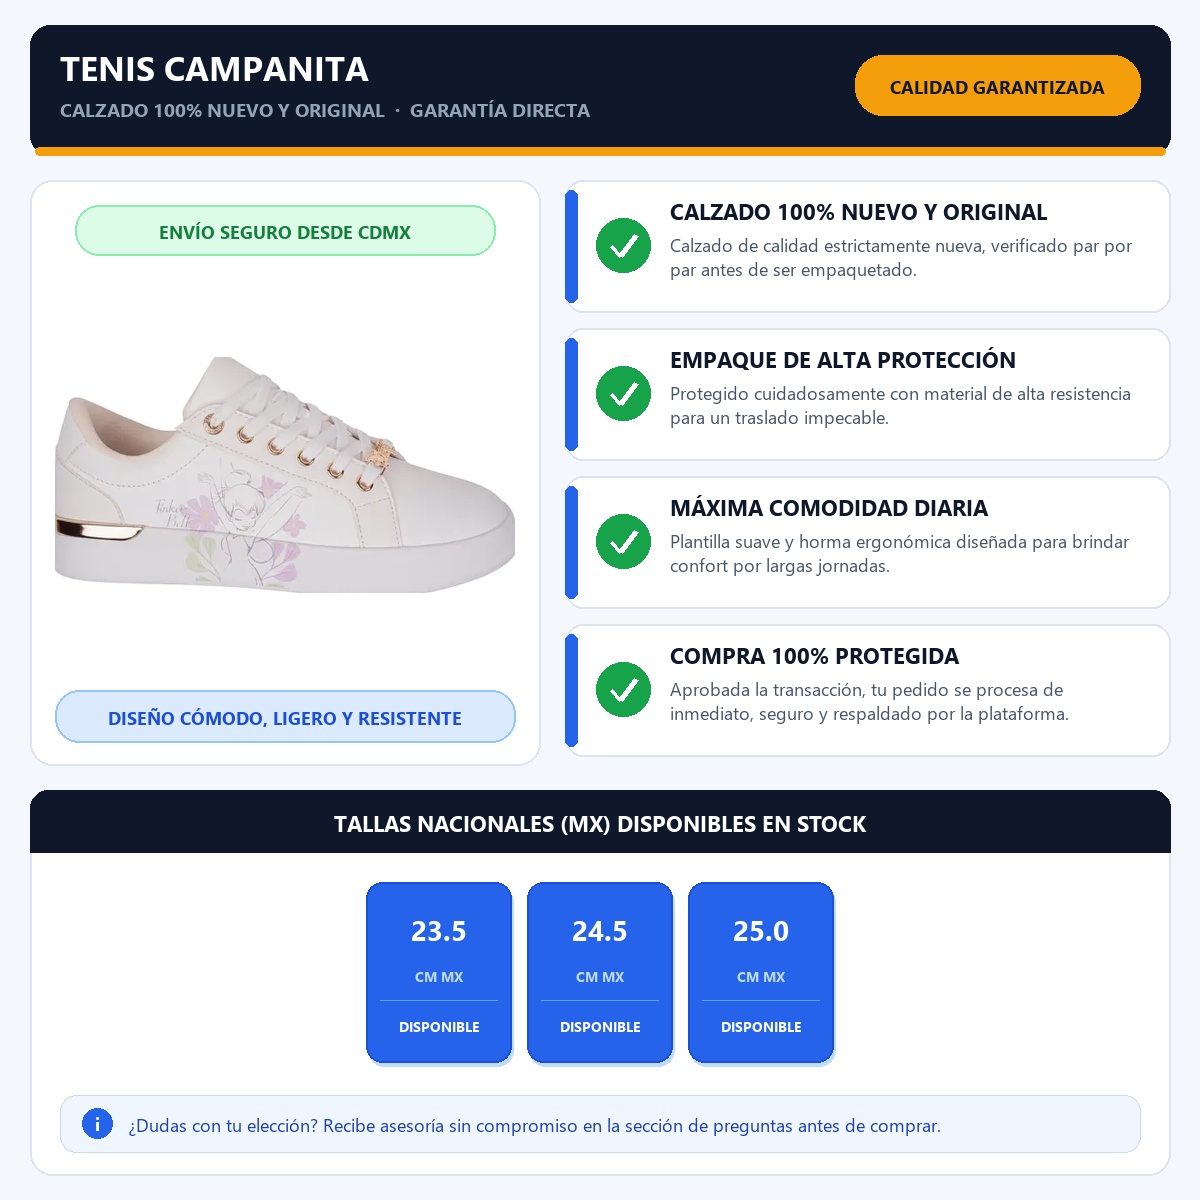 TENIS CAMPANITA
CALZADO 100% NUEVO Y ORIGINAL · GARANTÍA DIRECTA
CALIDAD GARANTIZADA
ENVÍO SEGURO DESDE CDMX
Tinker
Bell
DISEÑO CÓMODO, LIGERO Y RESISTENTE
CALZADO 100% NUEVO Y ORIGINAL
Calzado de calidad estrictamente nueva, verificado par por
par antes de ser empaquetado.
EMPAQUE DE ALTA PROTECCIÓN
Protegido cuidadosamente con material de alta resistencia
para un traslado impecable.
MÁXIMA COMODIDAD DIARIA
Plantilla suave y horma ergonómica diseñada para brindar
confort por largas jornadas.
COMPRA 100% PROTEGIDA
Aprobada la transacción, tu pedido se procesa de
inmediato, seguro y respaldado por la plataforma.
TALLAS NACIONALES (MX) DISPONIBLES EN STOCK
23.5
CM MX
DISPONIBLE
24.5
CM MX
DISPONIBLE
25.0
CM MX
DISPONIBLE
¿Dudas con tu elección? Recibe asesoría sin compromiso en la sección de preguntas antes de comprar.